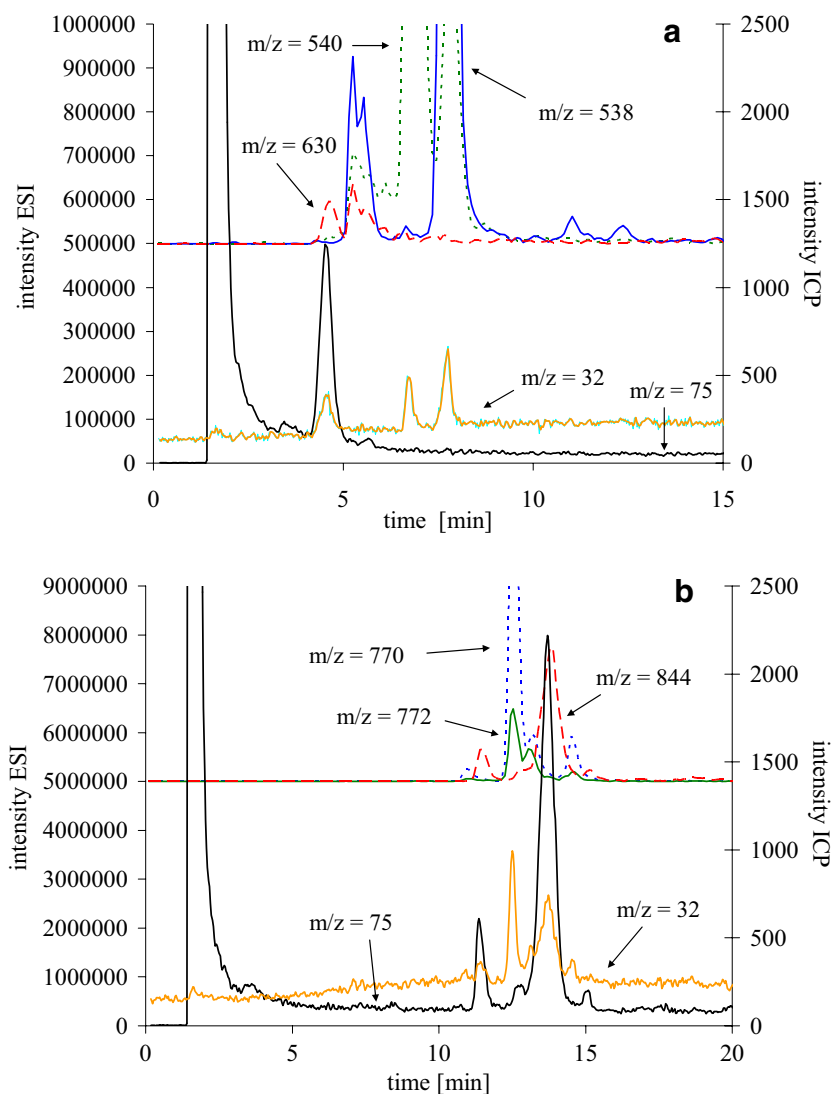 1000000
900000
800000
700000
600000
500000
400000
300000
200000
100000
0
intensity ESI
2500
2000
1500
1000
500
0
intensity ICP
a
m/z = 540
m/z = 538
m/z = 630
m/z = 32
m/z = 75
0
5
10
15
time [min]
9000000
8000000
7000000
6000000
5000000
4000000
3000000
2000000
1000000
0
intensity ESI
2500
2000
1500
1000
500
0
intensity ICP
b
m/z = 770
m/z = 844
m/z = 772
m/z = 75
m/z = 32
0
5
10
15
20
time [min]